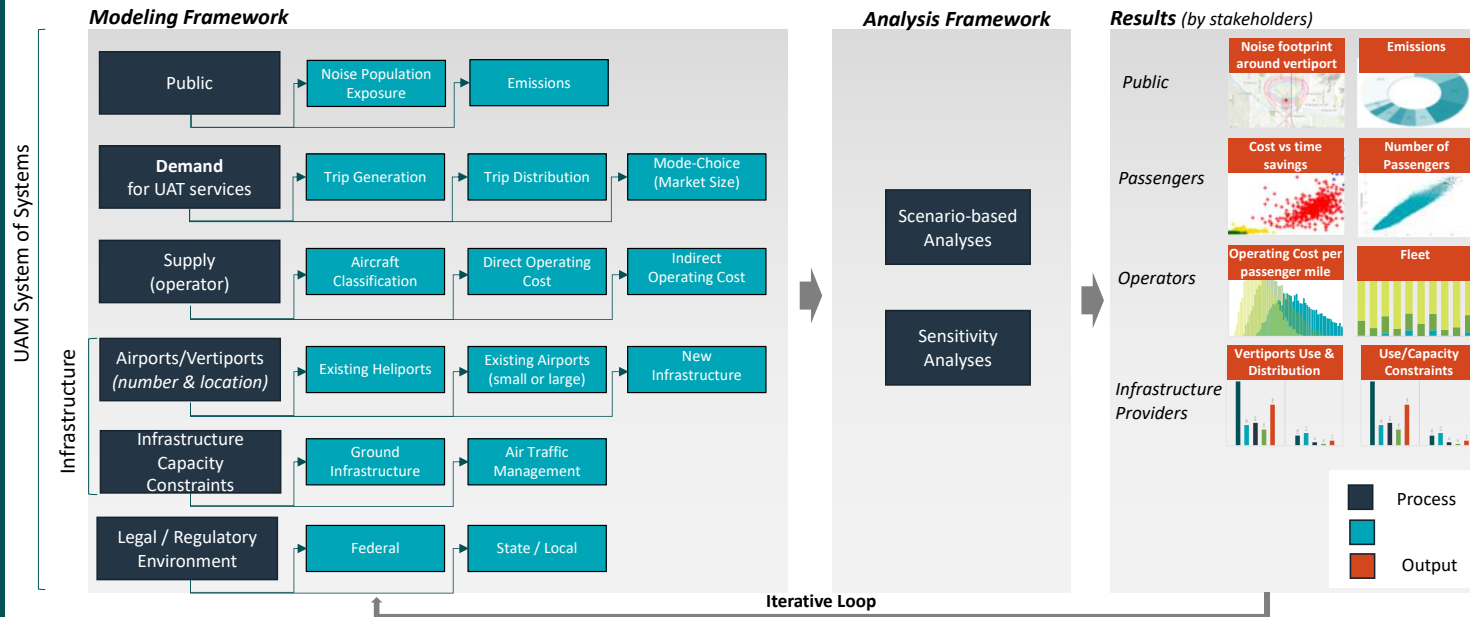 Modeling Framework
Analysis Framework
Results (by stakeholders)
UAM System of Systems
Public
Noise Population
Exposure
Emissions
Demand
for UAT services
Trip Generation
Trip Distribution
Mode-Choice
(Market Size)
Supply
(operator)
Aircraft
Classification
Direct Operating
Cost
Indirect
Operating Cost
Infrastructure
Airports/Vertiports
(number & location)
Existing Heliports
Existing Airports
(small or large)
New
Infrastructure
Infrastructure
Capacity
Constraints
Ground
Infrastructure
Air Traffic
Management
Legal / Regulatory
Environment
Federal
State / Local
Scenario-based
Analyses
Sensitivity
Analyses
Public
Noise footprint
around vertiport
Emissions
Passengers
Cost vs time
savings
Number of
Passengers
Operators
Operating Cost per
passenger mile
Fleet
Infrastructure
Providers
Vertiports Use &
Distribution
Use/Capacity
Constraints
Process
Output
Iterative Loop